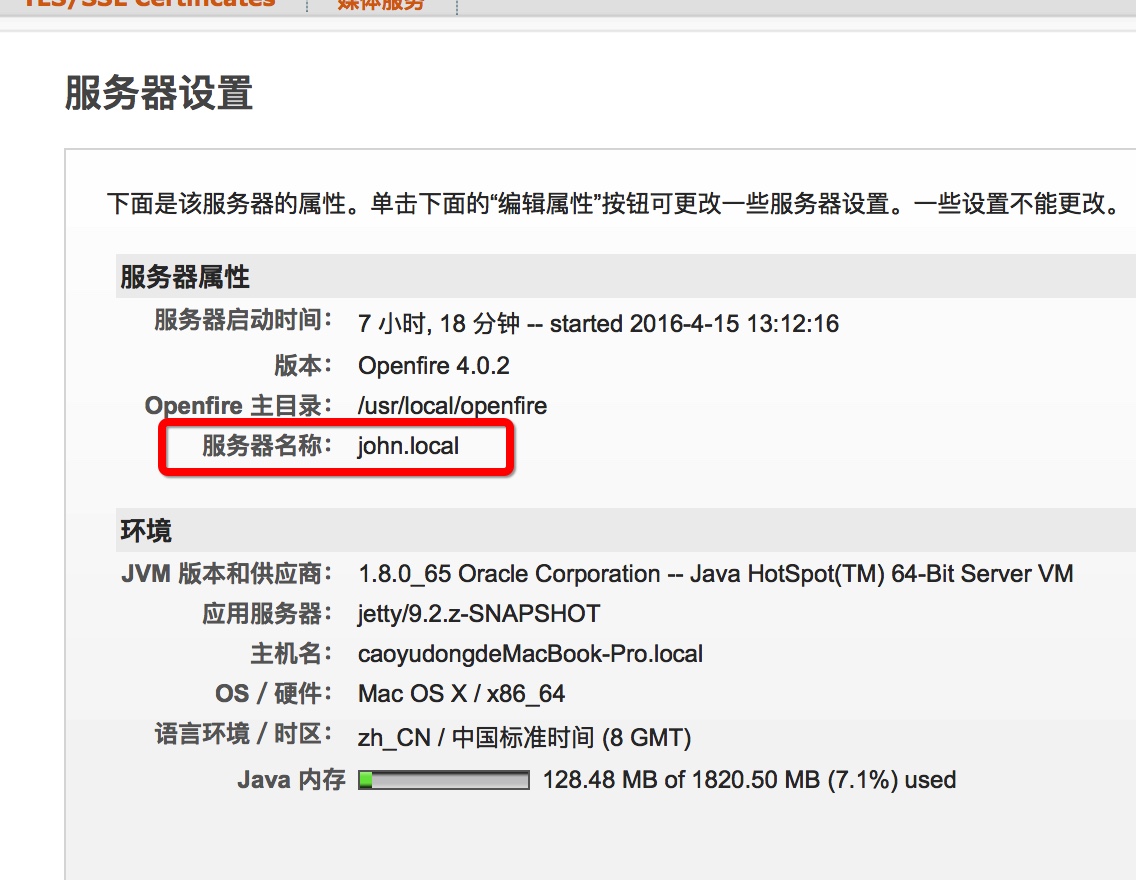 TLS/SSL Certificates 媒体服务
服务器设置
下面是该服务器的属性。单击下面的“编辑属性”按钮可更改一些服务器设置。一些设置不能更改。
服务器属性
服务器启动时间： 7 小时, 18 分钟 -- started 2016-4-15 13:12:16
版本： Openfire 4.0.2
Openfire 主目录： /usr/local/openfire
服务器名称： john.local
环境
JVM 版本和供应商： 1.8.0_65 Oracle Corporation -- Java HotSpot(TM) 64-Bit Server VM
应用服务器： jetty/9.2.z-SNAPSHOT
主机名： caoyudongdeMacBook-Pro.local
OS / 硬件： Mac OS X / x86_64
语言环境 / 时区： zh_CN / 中国标准时间 (8 GMT)
Java 内存 128.48 MB of 1820.50 MB (7.1%) used